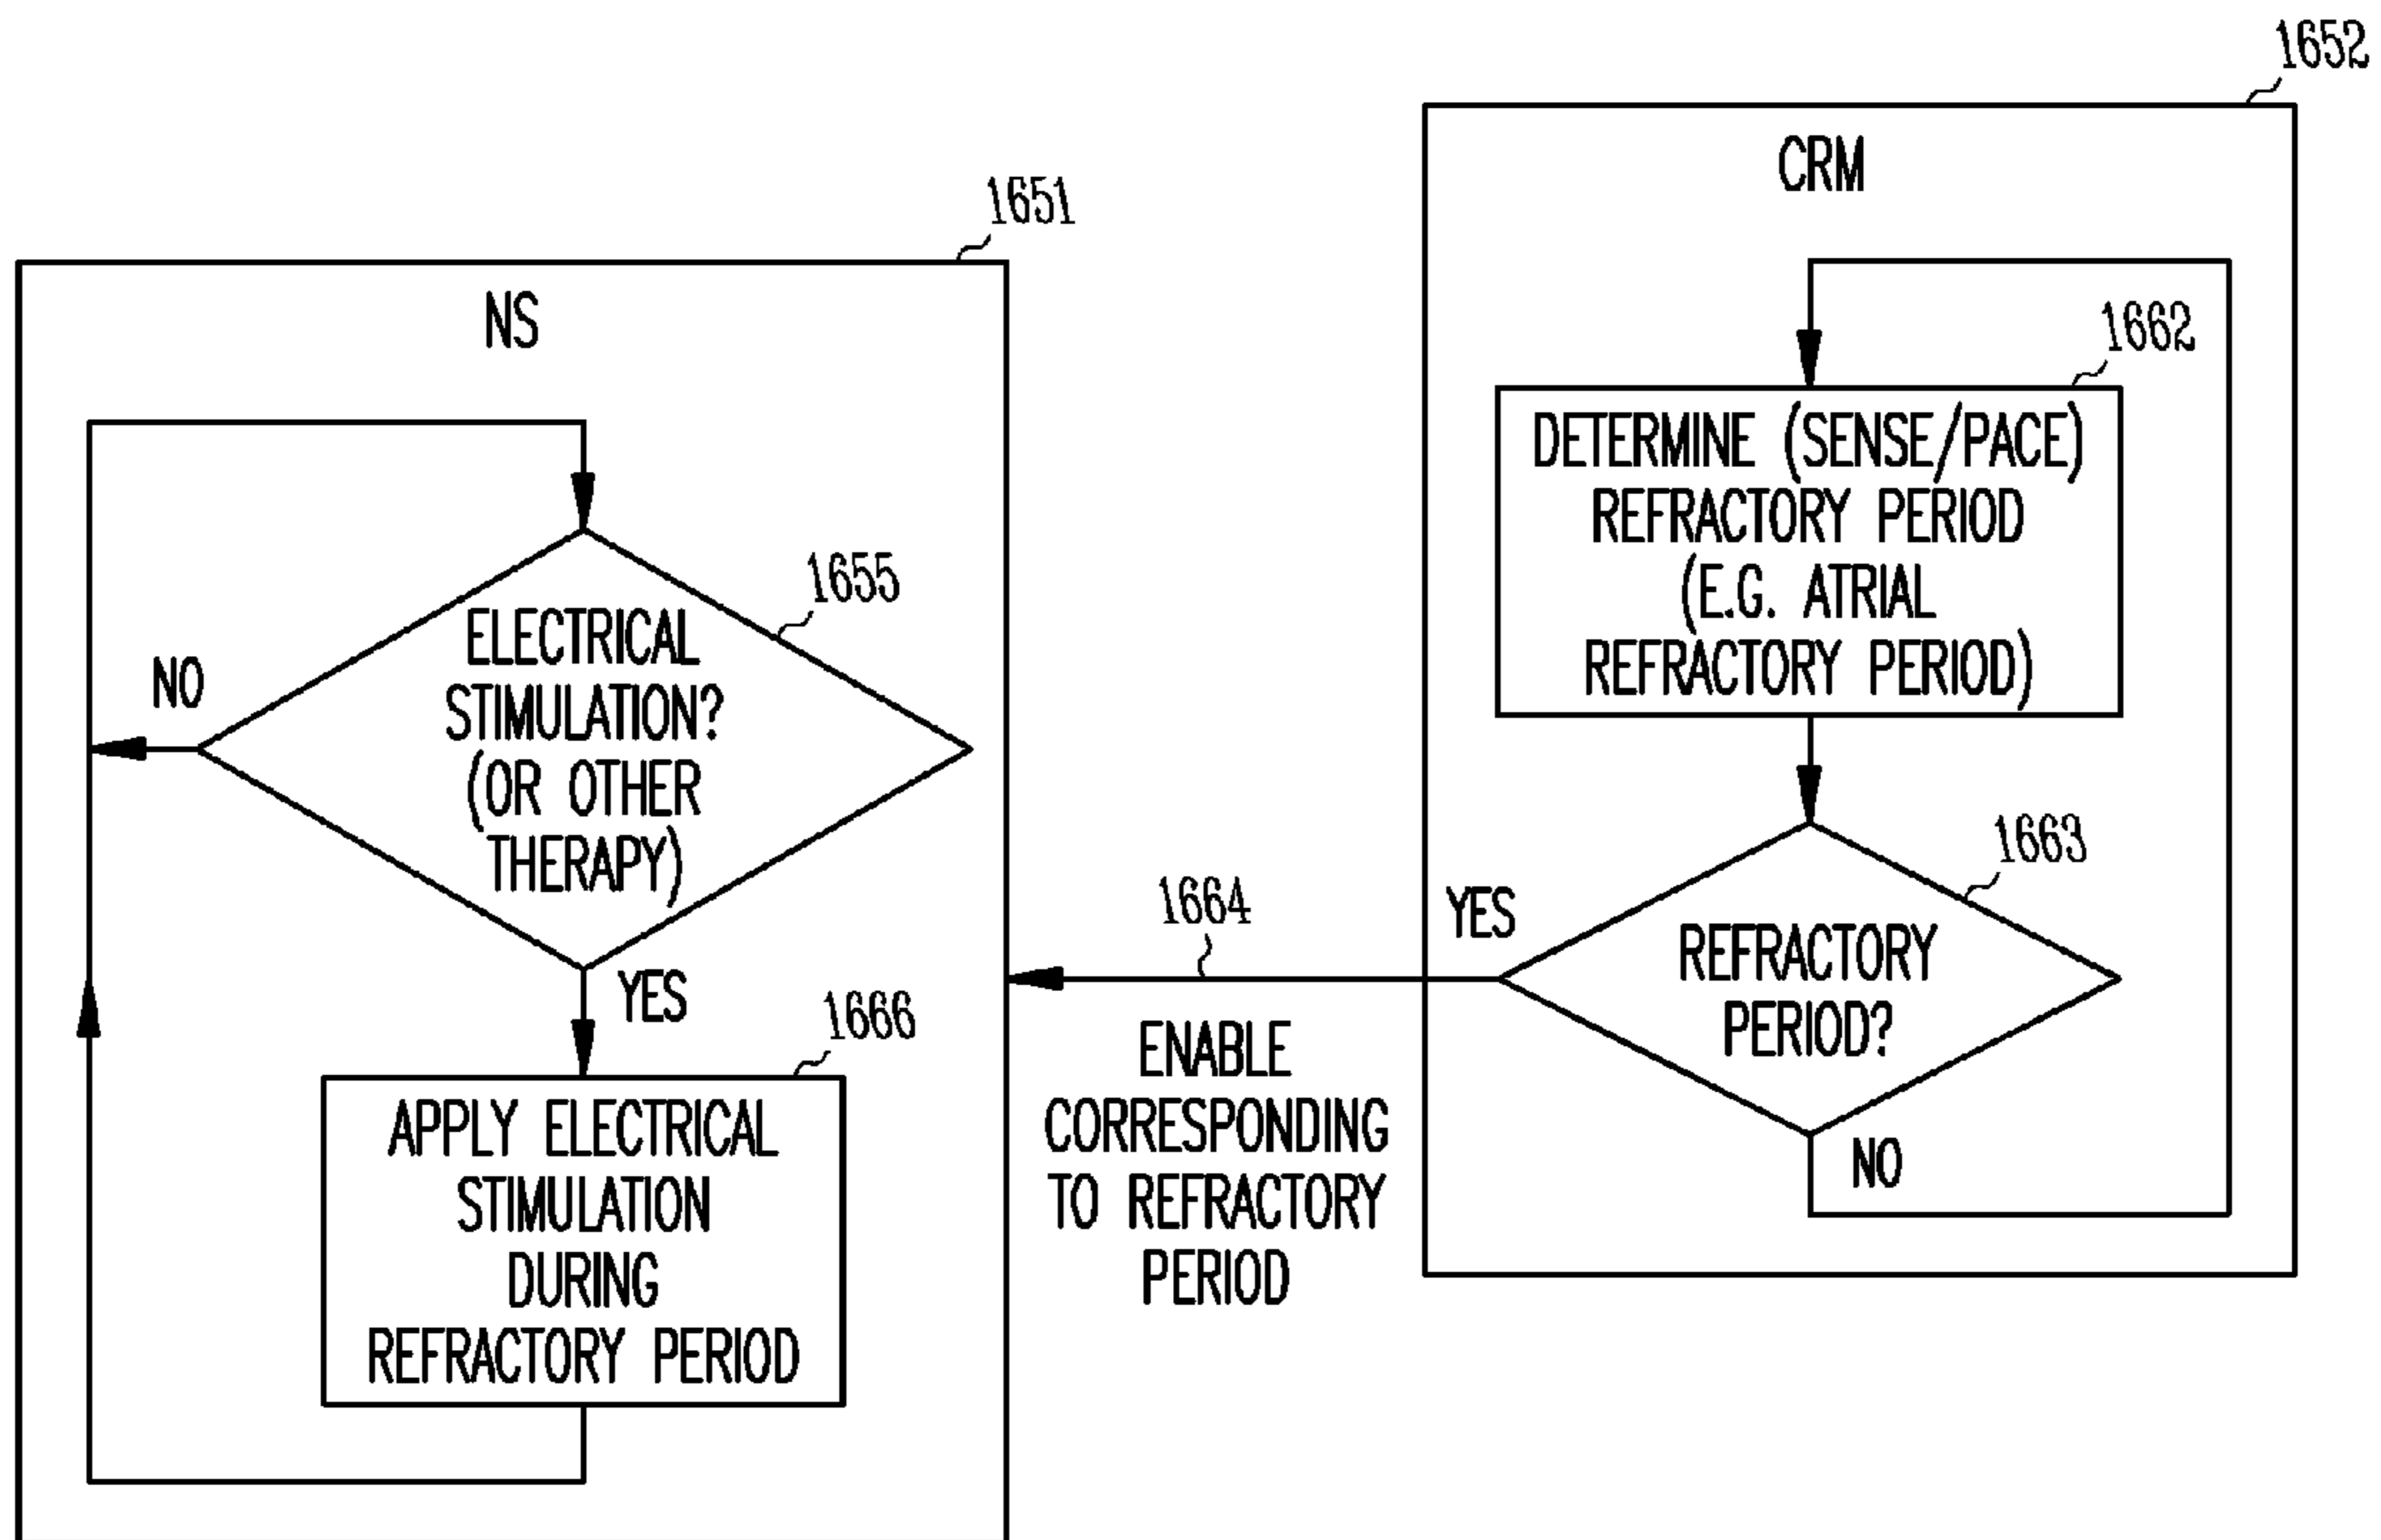 1651
NS
1655
ELECTRICAL
STIMULATION?
(OR OTHER
THERAPY)
NO
YES
1666
APPLY ELECTRICAL
STIMULATION
DURING
REFRACTORY PERIOD
1664
ENABLE
CORRESPONDING
TO REFRACTORY
PERIOD
1652
CRM
1662
DETERMINE (SENSE/PACE)
REFRACTORY PERIOD
(E.G. ATRIAL
REFRACTORY PERIOD)
1663
YES
REFRACTORY
PERIOD?
NO